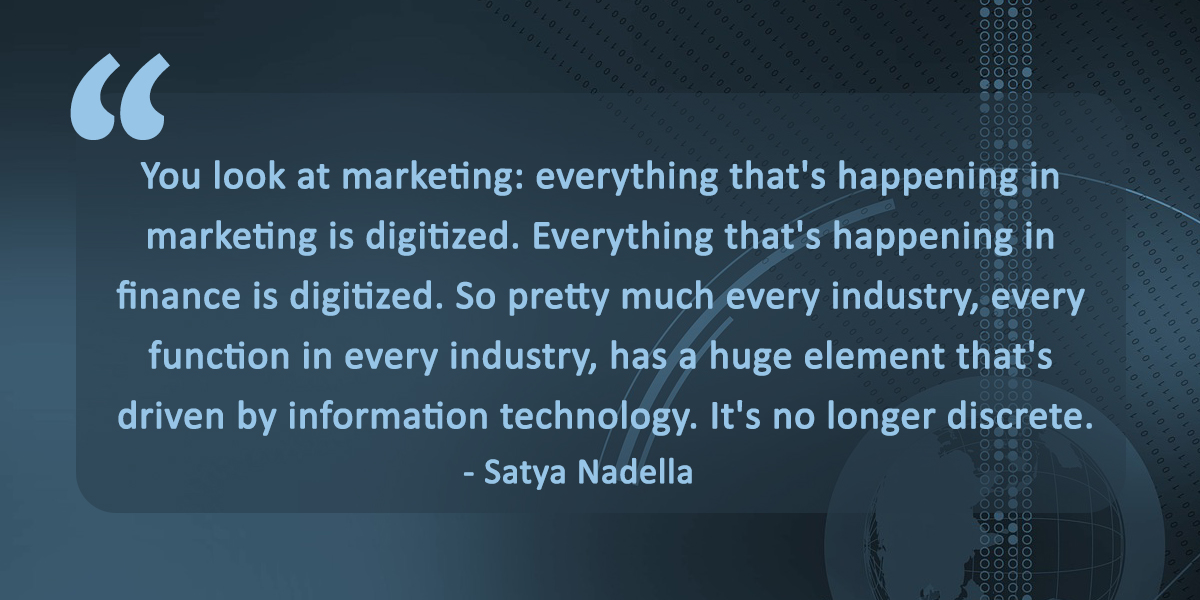 “
You look at marketing: everything that's happening in
marketing is digitized. Everything that's happening in
finance is digitized. So pretty much every industry, every
function in every industry, has a huge element that's
driven by information technology. It's no longer discrete.
- Satya Nadella